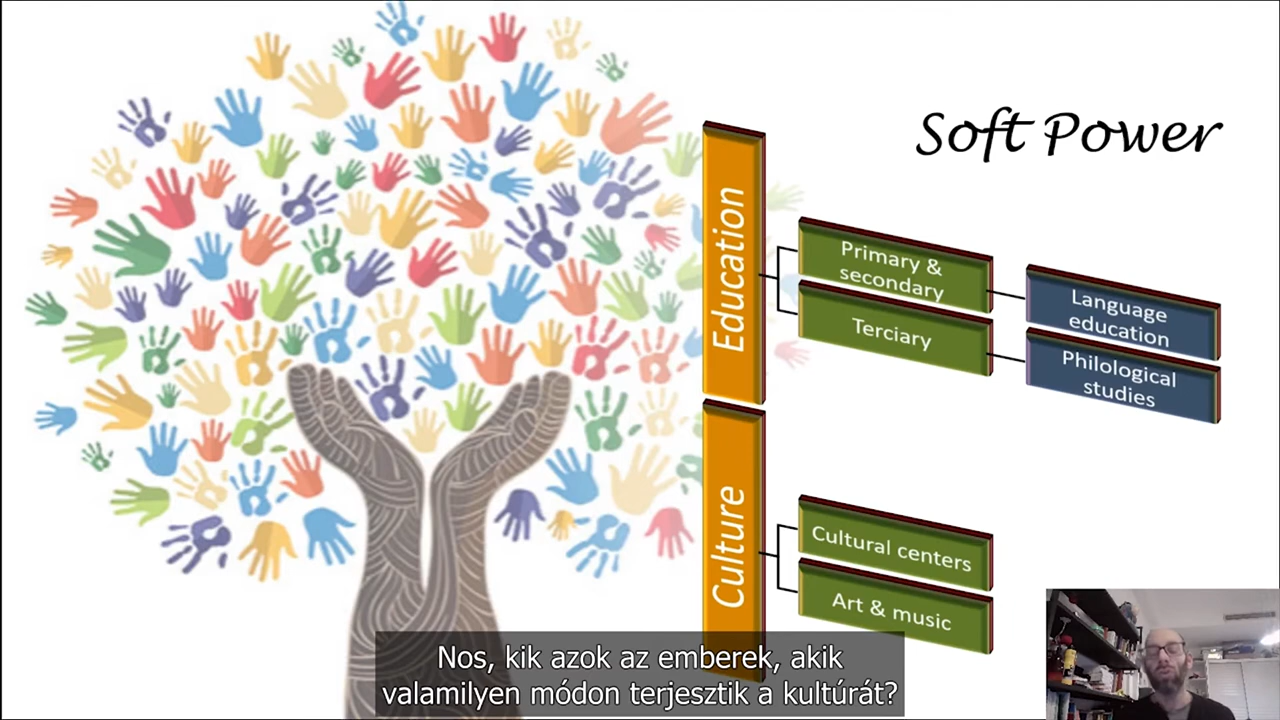 Soft Power
Education
Primary &
secondary
Terciary
Language
education
Philological
studies
Culture
Cultural centers
Art & music
Nos, kik azok az emberek, akik
valamilyen módon terjesztik a kultúrát?